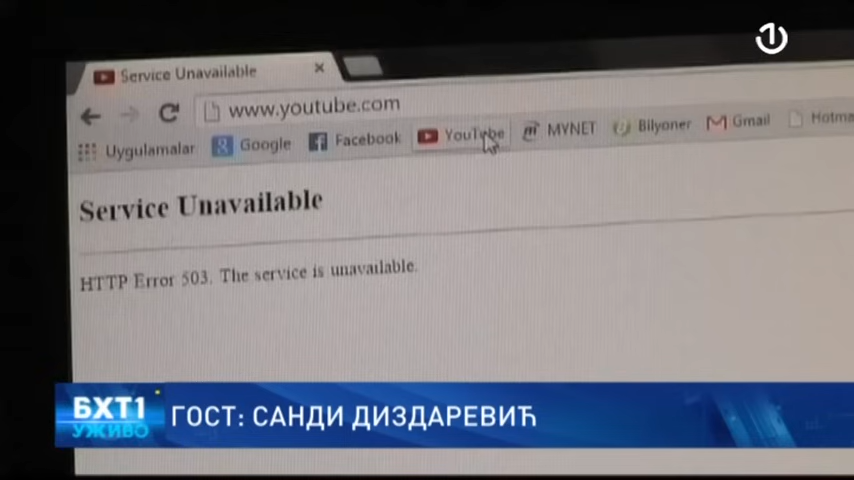 Service Unavailable
www.youtube.com
Uygulamalar Google Facebook YouTube MYNET Bilyoner Gmail Hotma
Service Unavailable
HTTP Error 503. The service is unavailable.
БХТ1 ГОСТ: САНДИ ДИЗДАРЕВИЋ
УЖИВО